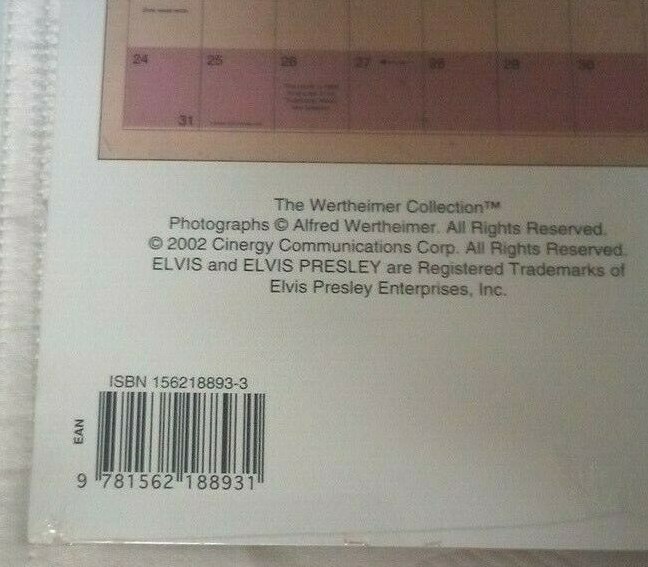 24 25 26 27 28 29 30
31
The Wertheimer Collection™
Photographs © Alfred Wertheimer. All Rights Reserved.
© 2002 Cinergy Communications Corp. All Rights Reserved.
ELVIS and ELVIS PRESLEY are Registered Trademarks of
Elvis Presley Enterprises, Inc.
ISBN 156218893-3
EAN
9 781562 188931